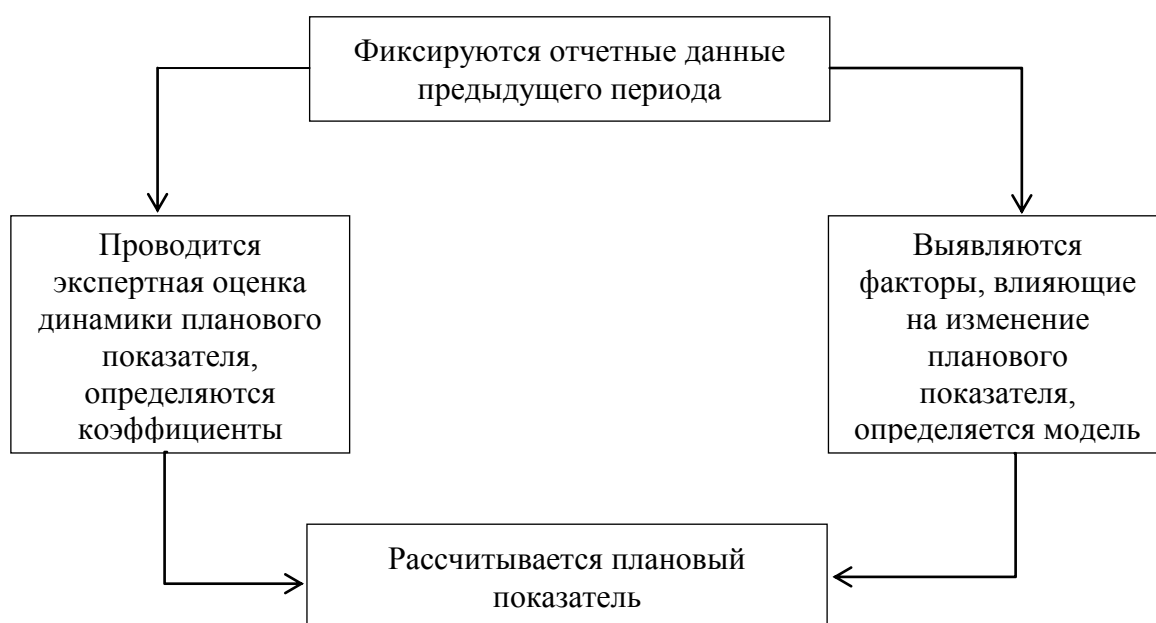 Фиксируются отчетные данные
предыдущего периода
Проводится
экспертная оценка
динамики планового
показателя,
определяются
коэффициенты
Выявляются
факторы, влияющие
на изменение
планового
показателя,
определяется модель
Рассчитывается плановый
показатель